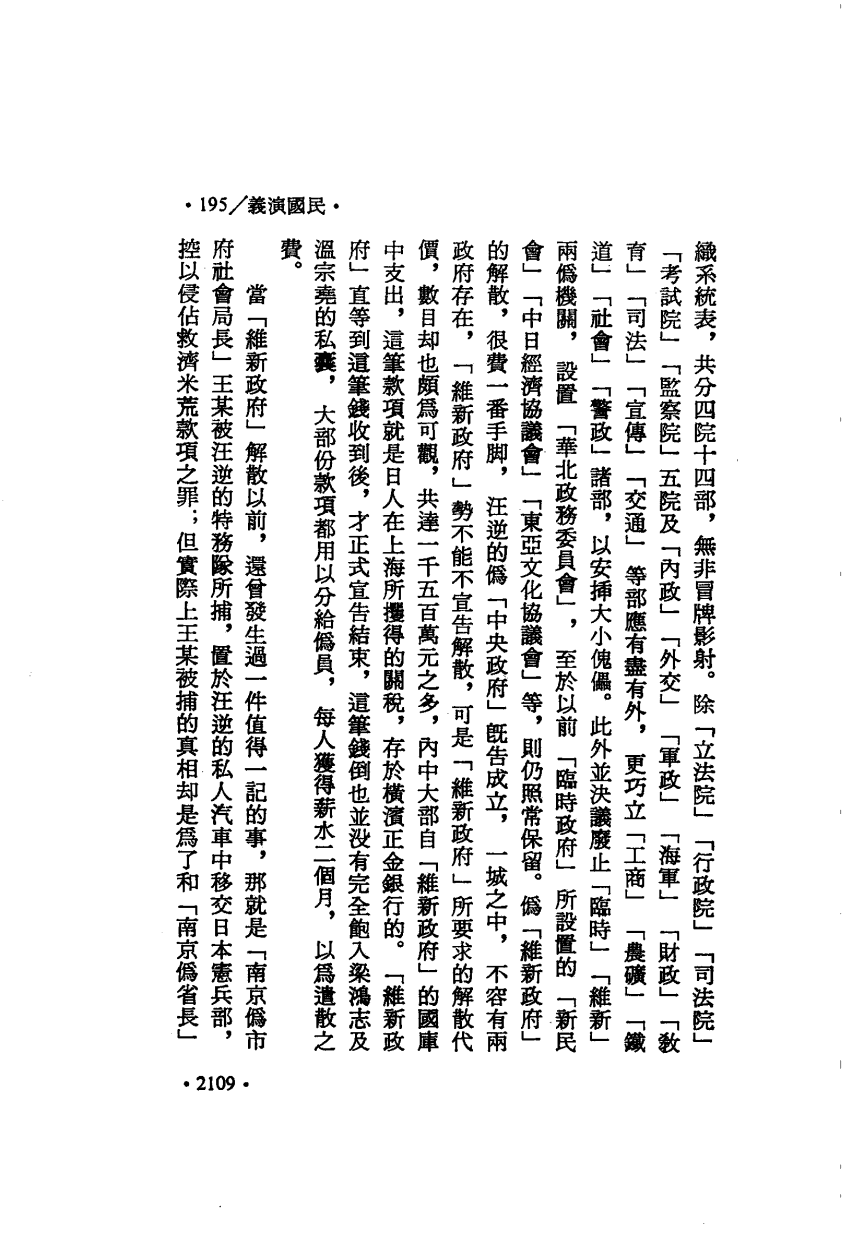 •195/義演國民•
織系統表，共分四院十四部，無非冒牌影射。除「立法院」「行政院」「司法院」
「考試院」「監察院」五院及「內政」「外交」「軍政」「海軍」「財政」「敎
育」「司法」「宣傳」「交通」等部應有盡有外，更巧立「工商」「農礦」「鐵
道」「社會」「警政」諸部，以安揷大小傀儡。此外並決議廢止「臨時」「維新」
兩僞機關，設置「華北政務委員會」，至於以前「臨時政府」所設置的「新民
會」「中日經濟協議會」「東亞文化協議會」等，則仍照常保留。僞「維新政府」
的解散，很費一番手脚，汪逆的僞「中央政府」旣告成立，一城之中，不容有兩
政府存在，「維新政府」勢不能不宣告解散，可是「維新政府」所要求的解散代
價，數目却也頗爲可觀，共達一千五百萬元之多，內中大部自「維新政府」的國庫
中支出，這筆款項就是日人在上海所攫得的關稅，存於橫濱正金銀行的。「維新政
府」直等到這筆錢收到後，才正式宣告結束，這筆錢倒也並沒有完全飽入梁鴻志及
溫宗堯的私囊，大部份款項都用以分給僞員，每人獲得薪水二個月，以爲遣散之
費。
當「維新政府」解散以前，還曾發生過一件值得一記的事，那就是「南京僞市
府社會局長」王某被汪逆的特務隊所捕，置於汪逆的私人汽車中移交日本憲兵部，
控以侵佔救濟米荒款項之罪；但實際上王某被捕的真相却是爲了和「南京僞省長」
•2109•